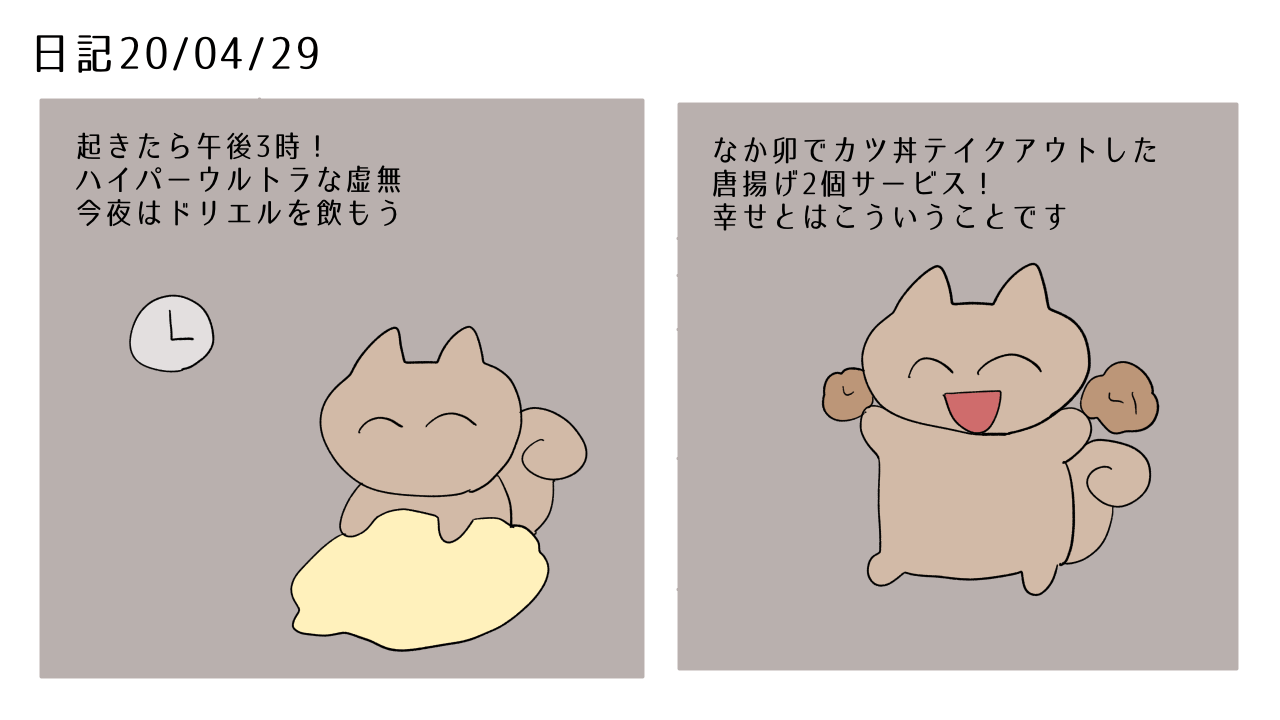 日記20/04/29
起きたら午後3時！
ハイパーウルトラな虚無
今夜はドリエルを飲もう
なか卯でカツ丼テイクアウトした
唐揚げ2個サービス！
幸せとはこういうことです